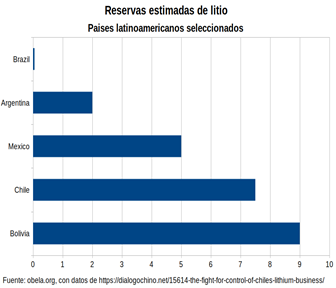 Reservas estimadas de litio
Paises latinoamericanos seleccionados
Brazil
Argentina
Mexico
Chile
Bolivia
0 1 2 3 4 5 6 7 8 9 10
Fuente: obela.org, con datos de https://dialogochino.net/15614-the-fight-for-control-of-chiles-lithium-business/